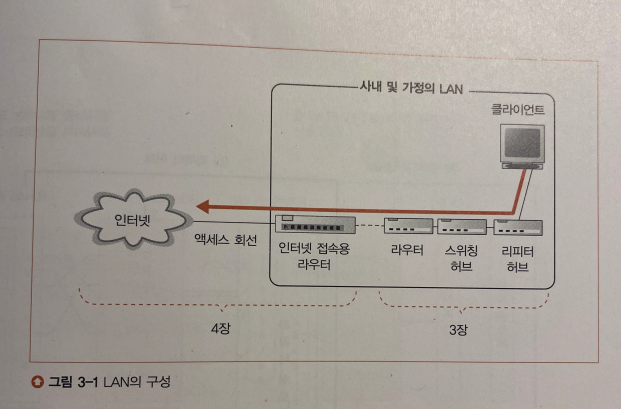 사내 및 가정의 LAN
클라이언트
인터넷
액세스 회선
인터넷 접속용
라우터
라우터
스위칭
허브
리피터
허브
4장
3장
그림 3-1 LAN의 구성